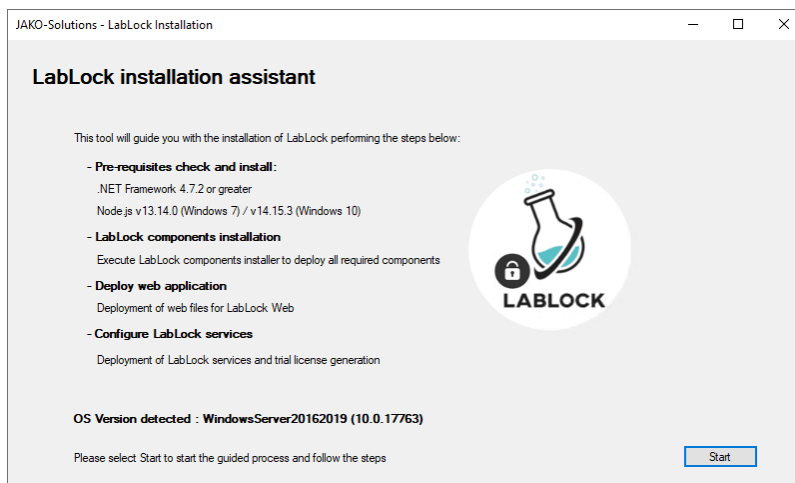 JAKO-Solutions - LabLock Installation
LabLock installation assistant
This tool will guide you with the installation of LabLock performing the steps below:
- Pre-requisites check and install:
.NET Framework 4.7.2 or greater
Node.js v13.14.0 (Windows 7) / v14.15.3 (Windows 10)
- LabLock components installation
Execute LabLock components installer to deploy all required components
- Deploy web application
Deployment of web files for LabLock Web
- Configure LabLock services
Deployment of LabLock services and trial license generation
LABLOCK
OS Version detected : WindowsServer20162019 (10.0.17763)
Please select Start to start the guided process and follow the steps
Start